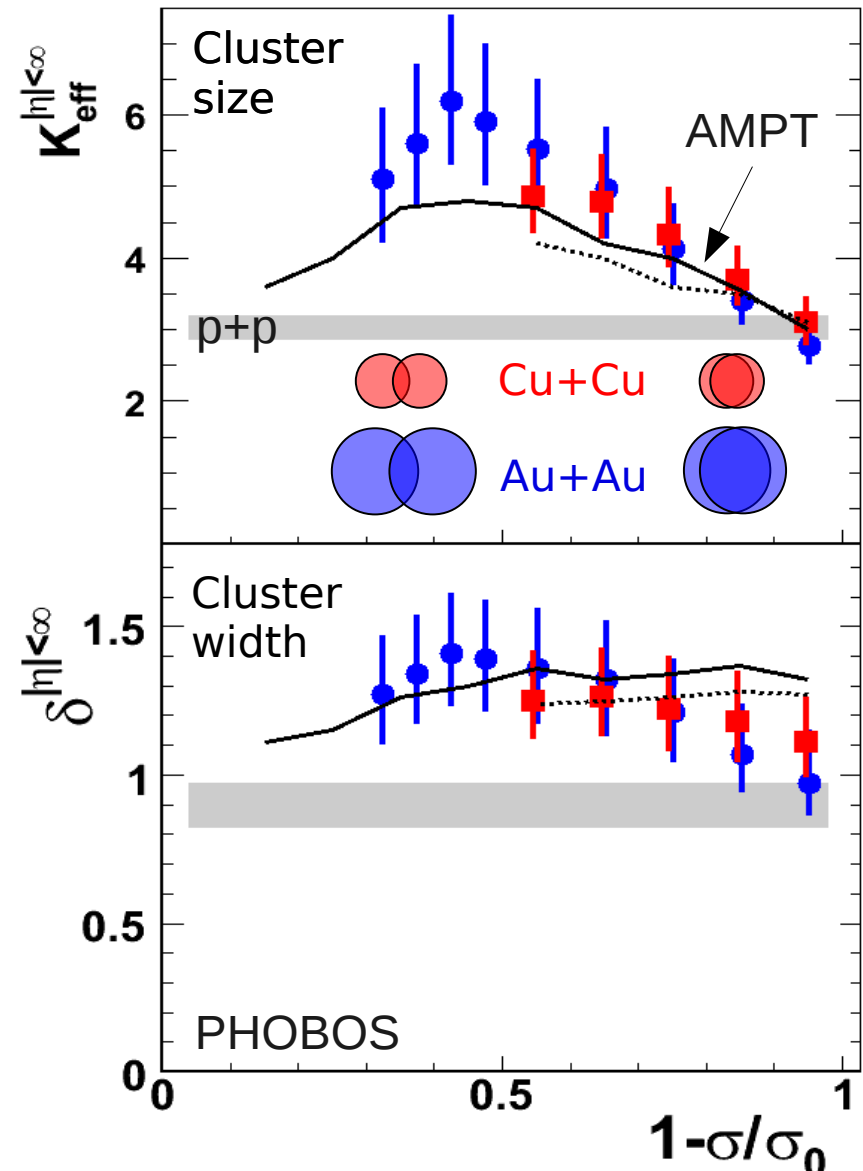 Cluster
size
K_eff^|η|<∞
6
AMPT
4
p+p
Cu+Cu
2
Au+Au
Cluster
width
δ^|η|<∞
1.5
1
0.5
PHOBOS
0
0
0.5
1
1-σ/σ₀